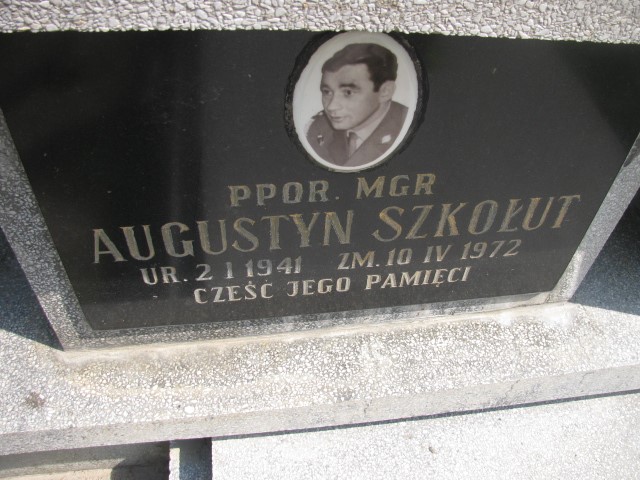 PPOR. MGR
AUGUSTYN SZKOŁUT
UR. 2 I 1941 ZM. 10 IV 1972
CZEŚĆ JEGO PAMIĘCI